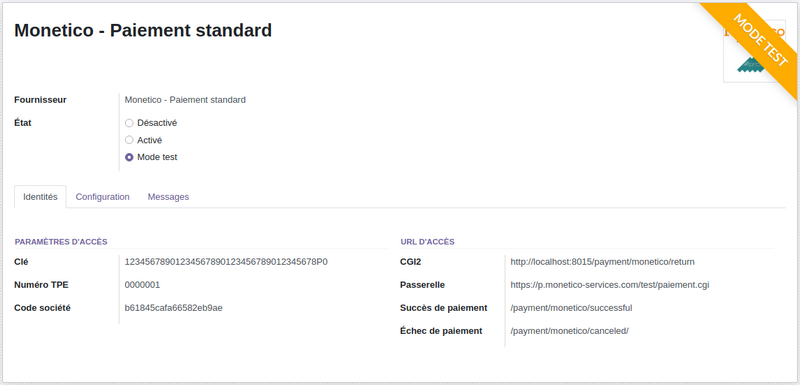 Monetico - Paiement standard
MODE TEST
Fournisseur
Monetico - Paiement standard
État
Désactivé
Activé
Mode test
Identités
Configuration
Messages
PARAMÈTRES D'ACCÈS
URL D'ACCÈS
Clé
12345678901234567890123456789012345678P0
CGI2
http://localhost:8015/payment/monetico/return
Numéro TPE
0000001
Passerelle
https://p.monetico-services.com/test/paiement.cgi
Code société
b61845cafa66582eb9ae
Succès de paiement
/payment/monetico/successful
Échec de paiement
/payment/monetico/canceled/